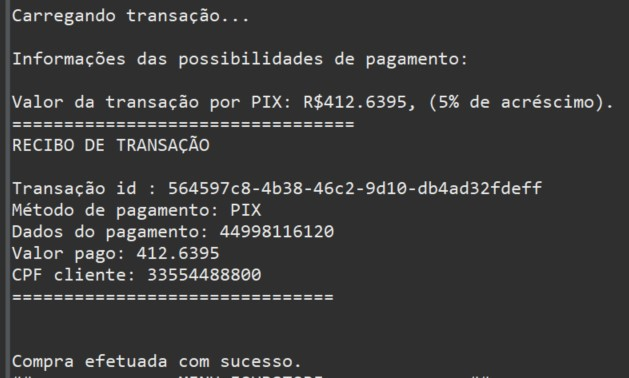 Carregando transação...
Informações das possibilidades de pagamento:
Valor da transação por PIX: R$412.6395, (5% de acréscimo).
=================================
RECIBO DE TRANSAÇÃO
Transação id : 564597c8-4b38-46c2-9d10-db4ad32fdeff
Método de pagamento: PIX
Dados do pagamento: 44998116120
Valor pago: 412.6395
CPF cliente: 33554488800
===============================
Compra efetuada com sucesso.